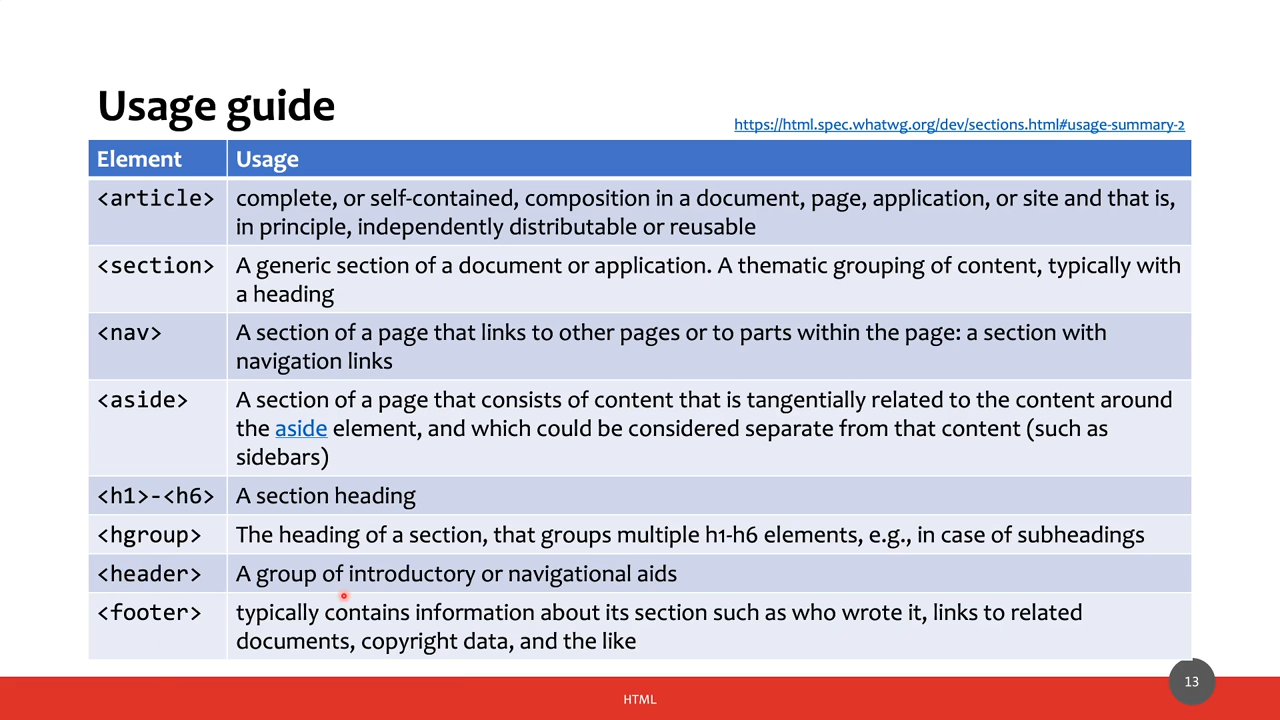 Usage guide
https://html.spec.whatwg.org/dev/sections.html#usage-summary-2
Element Usage
<article> complete, or self-contained, composition in a document, page, application, or site and that is,
in principle, independently distributable or reusable
<section> A generic section of a document or application. A thematic grouping of content, typically with
a heading
<nav> A section of a page that links to other pages or to parts within the page: a section with
navigation links
<aside> A section of a page that consists of content that is tangentially related to the content around
the aside element, and which could be considered separate from that content (such as
sidebars)
<h1>-<h6> A section heading
<hgroup> The heading of a section, that groups multiple h1-h6 elements, e.g., in case of subheadings
<header> A group of introductory or navigational aids
<footer> typically contains information about its section such as who wrote it, links to related
documents, copyright data, and the like
13
HTML